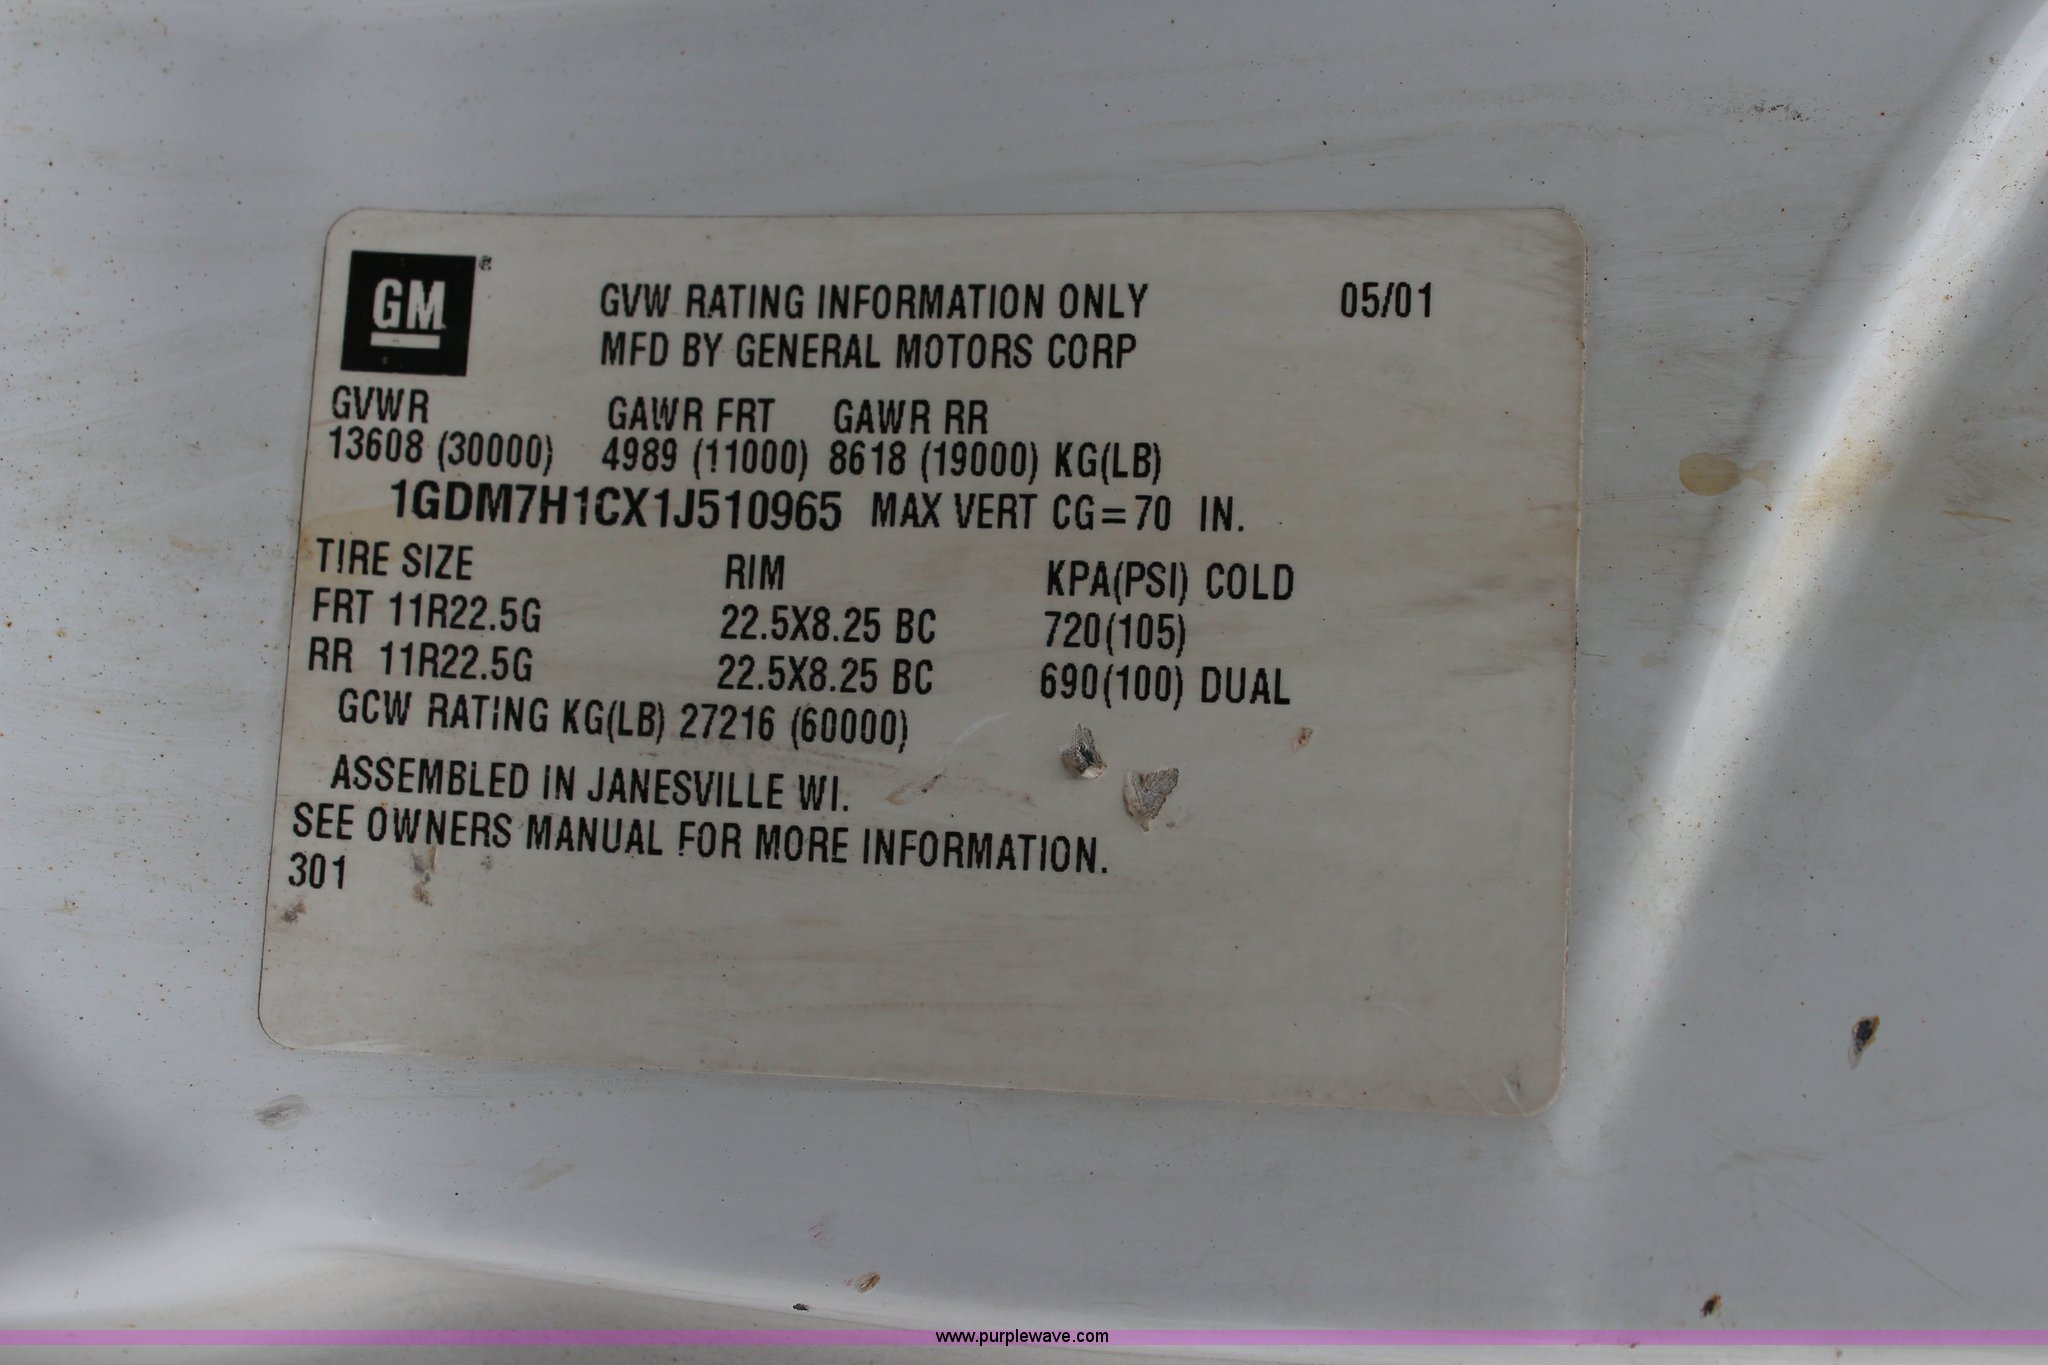 GM
GVW RATING INFORMATION ONLY 05/01
MFD BY GENERAL MOTORS CORP
GVWR GAWR FRT GAWR RR
13608 (30000) 4989 (11000) 8618 (19000) KG(LB)
1GDM7H1CX1J510965 MAX VERT CG=70 IN.
TIRE SIZE RIM KPA(PSI) COLD
FRT 11R22.5G 22.5X8.25 BC 720(105)
RR 11R22.5G 22.5X8.25 BC 690(100) DUAL
GCW RATING KG(LB) 27216 (60000)
ASSEMBLED IN JANESVILLE WI.
SEE OWNERS MANUAL FOR MORE INFORMATION.
301
www.purplewave.com